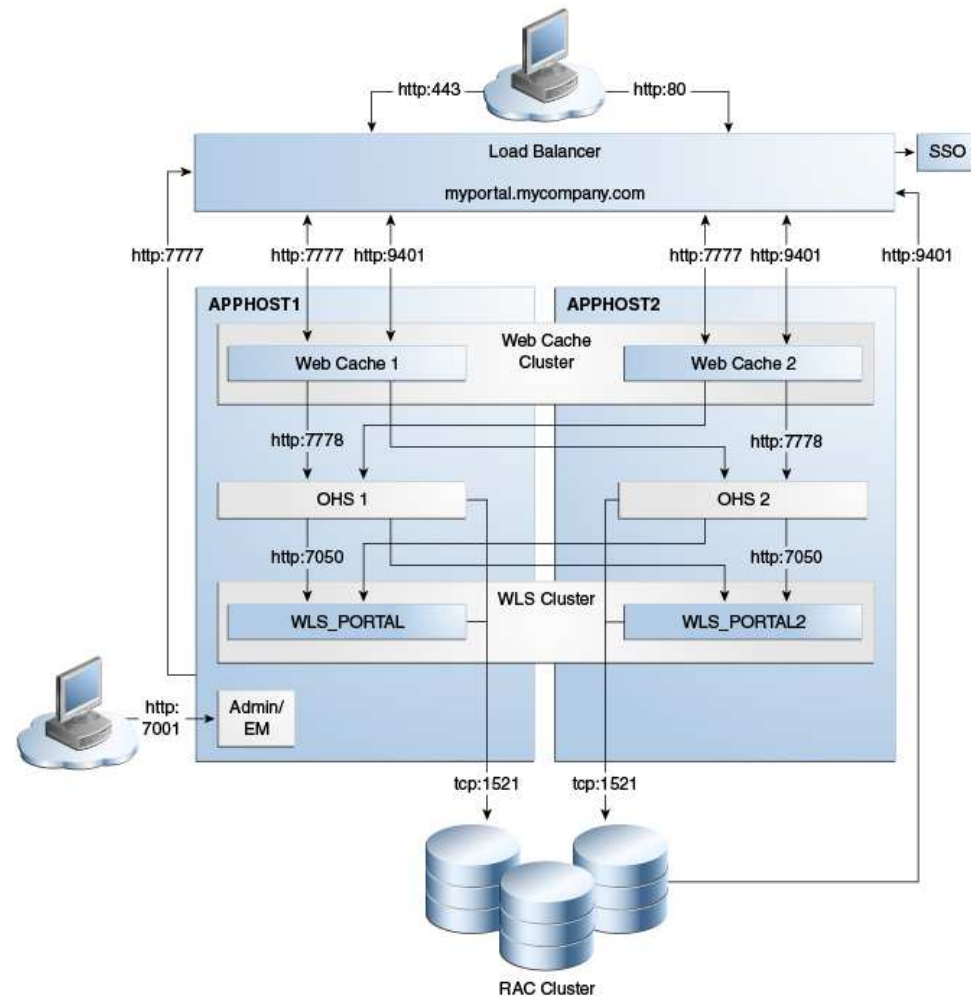 http:443
http:80
Load Balancer
SSO
myportal.mycompany.com
http:7777
http:7777
http:9401
http:7777
http:9401
http:9401
APPHOST1
APPHOST2
Web Cache
Cluster
Web Cache 1
Web Cache 2
http:7778
http:7778
OHS 1
OHS 2
http:7050
http:7050
WLS Cluster
WLS_PORTAL
WLS_PORTAL2
http:
7001
Admin/
EM
tcp:1521
tcp:1521
RAC Cluster